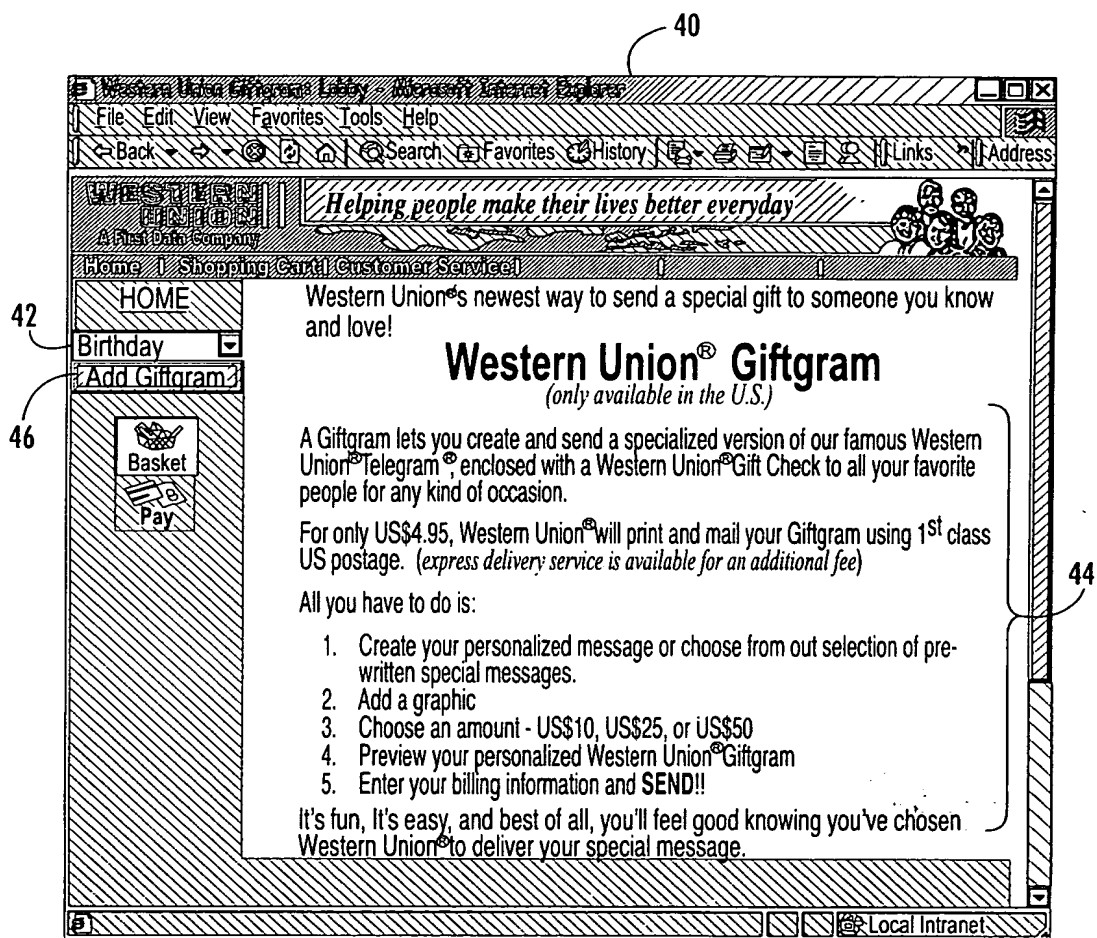 40
Western Union Giftgrams Lobby - Microsoft Internet Explorer
File Edit View Favorites Tools Help
Back Search Favorites History Links » Address
WESTERN
UNION
A First Data Company
Helping people make their lives better everyday
Home | Shopping Cart | Customer Service |
HOME
42
Birthday
Add Giftgram
46
Basket
Pay
Western Union®'s newest way to send a special gift to someone you know
and love!
Western Union® Giftgram
(only available in the U.S.)
A Giftgram lets you create and send a specialized version of our famous Western
Union® Telegram ®, enclosed with a Western Union® Gift Check to all your favorite
people for any kind of occasion.
For only US$4.95, Western Union® will print and mail your Giftgram using 1st class
US postage. (express delivery service is available for an additional fee)
44
All you have to do is:
1. Create your personalized message or choose from out selection of pre-
written special messages.
2. Add a graphic
3. Choose an amount - US$10, US$25, or US$50
4. Preview your personalized Western Union® Giftgram
5. Enter your billing information and SEND!!
It's fun, It's easy, and best of all, you'll feel good knowing you've chosen
Western Union® to deliver your special message.
Local Intranet